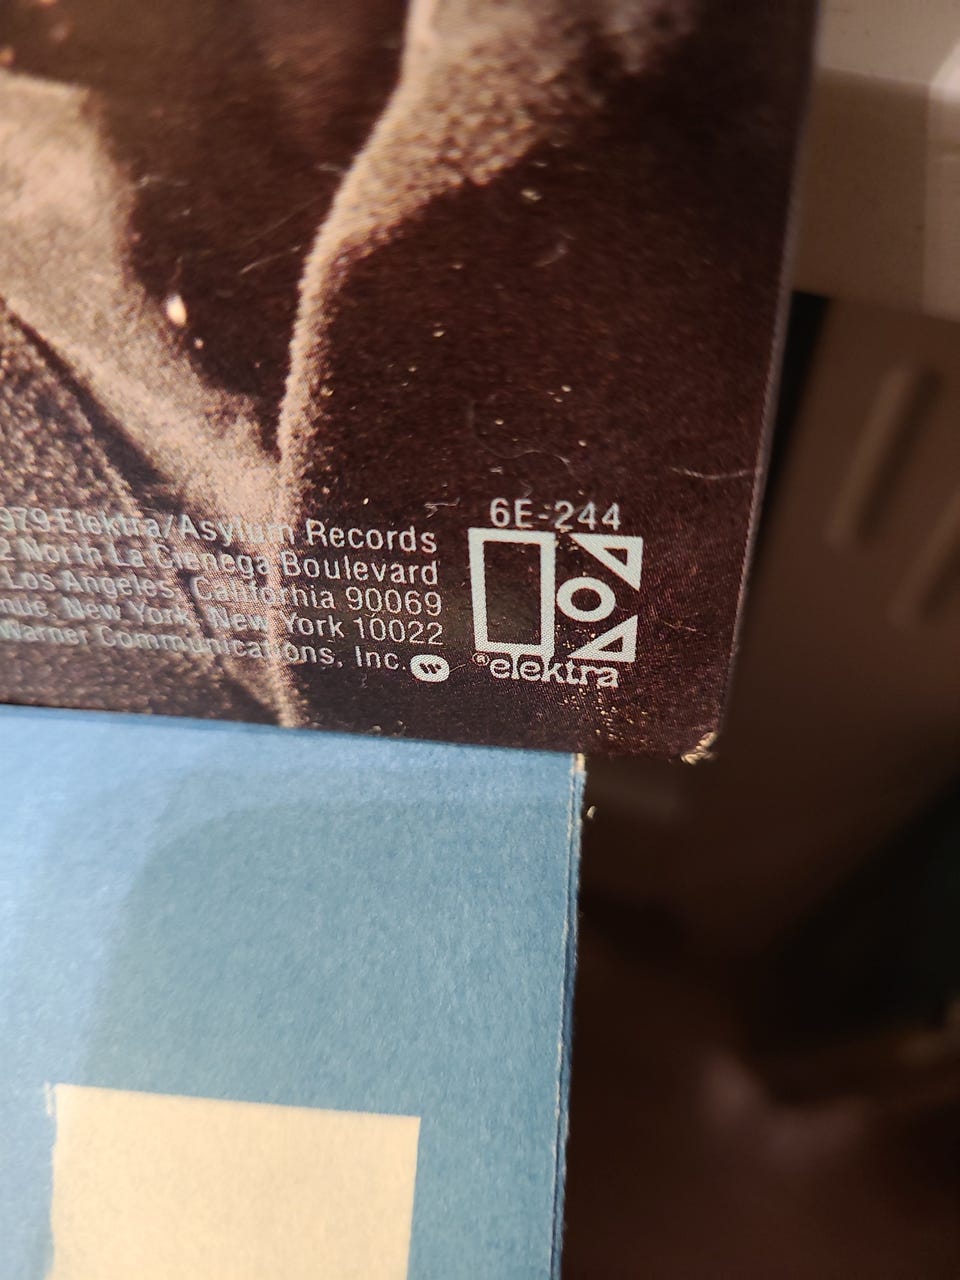 979 Elektra/Asylum Records
2 North La Cienega Boulevard
Los Angeles, California 90069
nue, New York, New York 10022
Warner Communications, Inc.
6E-244
®elektra